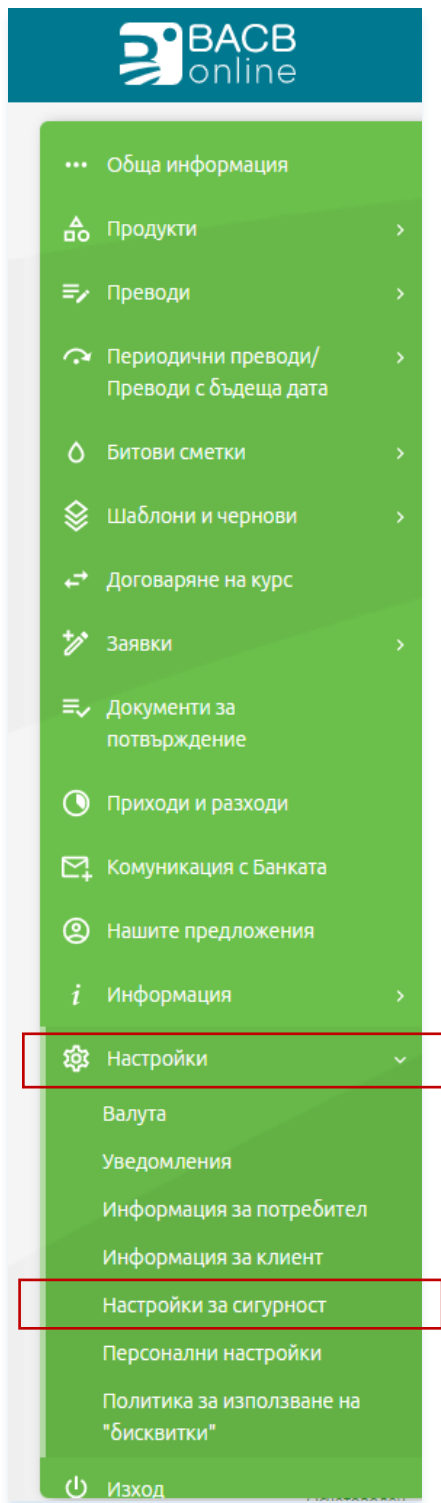 BACB
online
Обща информация
Продукти
Преводи
Периодични преводи/
Преводи с бъдеща дата
Битови сметки
Шаблони и чернови
Договаряне на курс
Заявки
Документи за
потвърждение
Приходи и разходи
Комуникация с Банката
Нашите предложения
Информация
Настройки
Валута
Уведомления
Информация за потребител
Информация за клиент
Настройки за сигурност
Персонални настройки
Политика за използване на
"бисквитки"
Изход